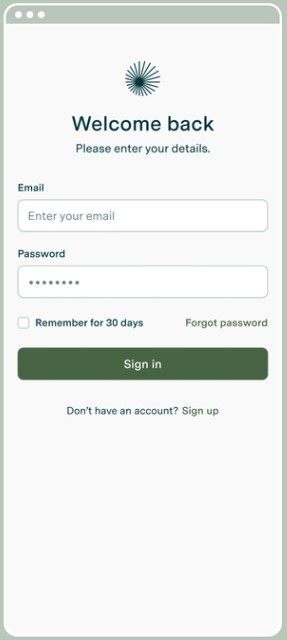 Welcome back
Please enter your details.
Email
Enter your email
Password
••••••••
Remember for 30 days Forgot password
Sign in
Don't have an account? Sign up